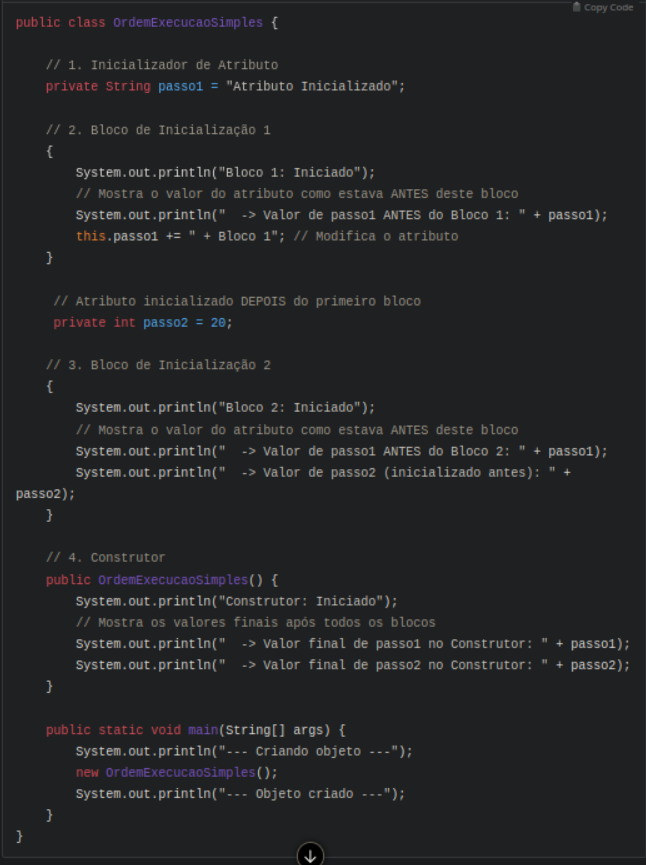 Copy Code
public class OrdemExecucaoSimples {
// 1. Inicializador de Atributo
private String passo1 = "Atributo Inicializado";
// 2. Bloco de Inicialização 1
{
System.out.println("Bloco 1: Iniciado");
// Mostra o valor do atributo como estava ANTES deste bloco
System.out.println("  -> Valor de passo1 ANTES do Bloco 1: " + passo1);
this.passo1 += " + Bloco 1"; // Modifica o atributo
}
// Atributo inicializado DEPOIS do primeiro bloco
private int passo2 = 20;
// 3. Bloco de Inicialização 2
{
System.out.println("Bloco 2: Iniciado");
// Mostra o valor do atributo como estava ANTES deste bloco
System.out.println("  -> Valor de passo1 ANTES do Bloco 2: " + passo1);
System.out.println("  -> Valor de passo2 (inicializado antes): " +
passo2);
}
// 4. Construtor
public OrdemExecucaoSimples() {
System.out.println("Construtor: Iniciado");
// Mostra os valores finais após todos os blocos
System.out.println("  -> Valor final de passo1 no Construtor: " + passo1);
System.out.println("  -> Valor final de passo2 no Construtor: " + passo2);
}
public static void main(String[] args) {
System.out.println("--- Criando objeto ---");
new OrdemExecucaoSimples();
System.out.println("--- Objeto criado ---");
}
}